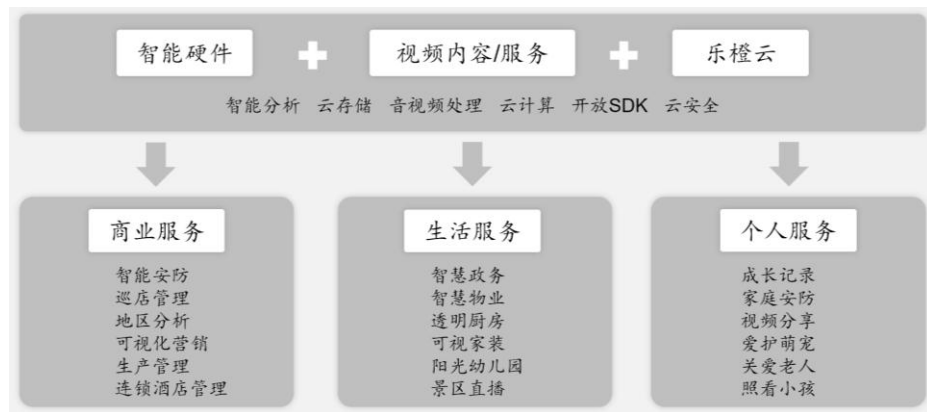 智能硬件 + 视频内容/服务 + 乐橙云
智能分析 云存储 音视频处理 云计算 开放SDK 云安全
商业服务
智能安防
巡店管理
地区分析
可视化营销
生产管理
连锁酒店管理
生活服务
智慧政务
智慧物业
透明厨房
可视家装
阳光幼儿园
景区直播
个人服务
成长记录
家庭安防
视频分享
爱护萌宠
关爱老人
照看小孩